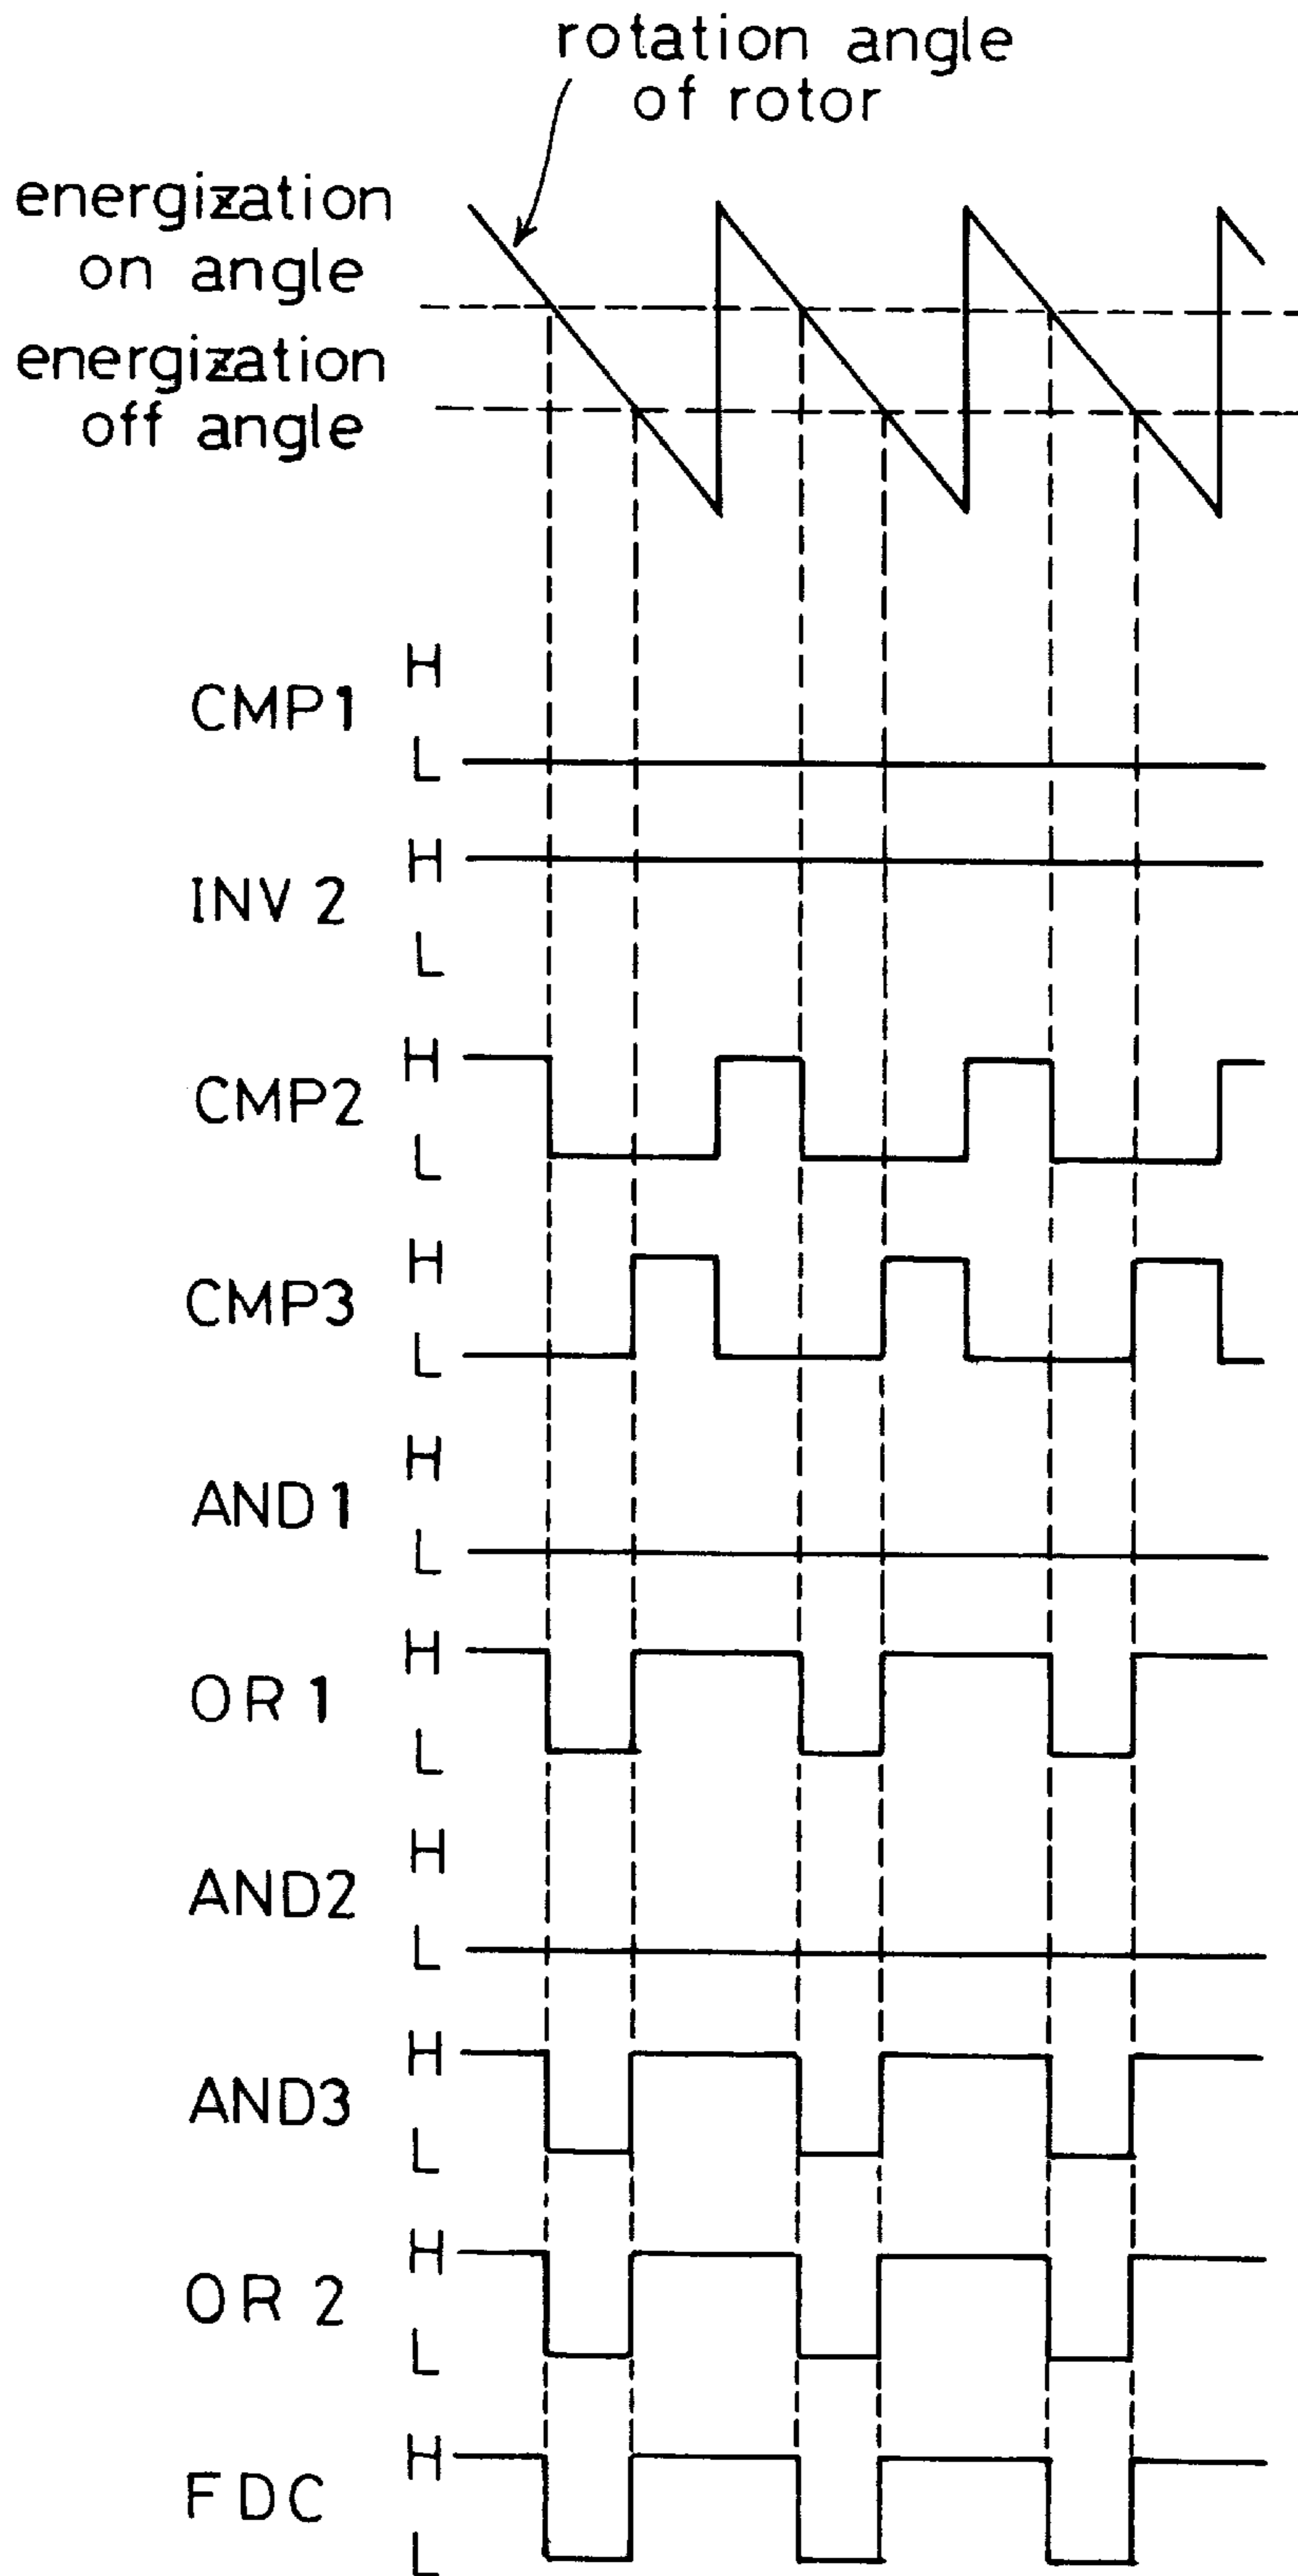 rotation angle
of rotor
energization
on angle
energization
off angle
H
CMP1
L
H
INV 2
L
H
CMP2
L
H
CMP3
L
H
AND1
L
H
OR 1
L
H
AND2
L
H
AND3
L
H
OR 2
L
H
FDC
L